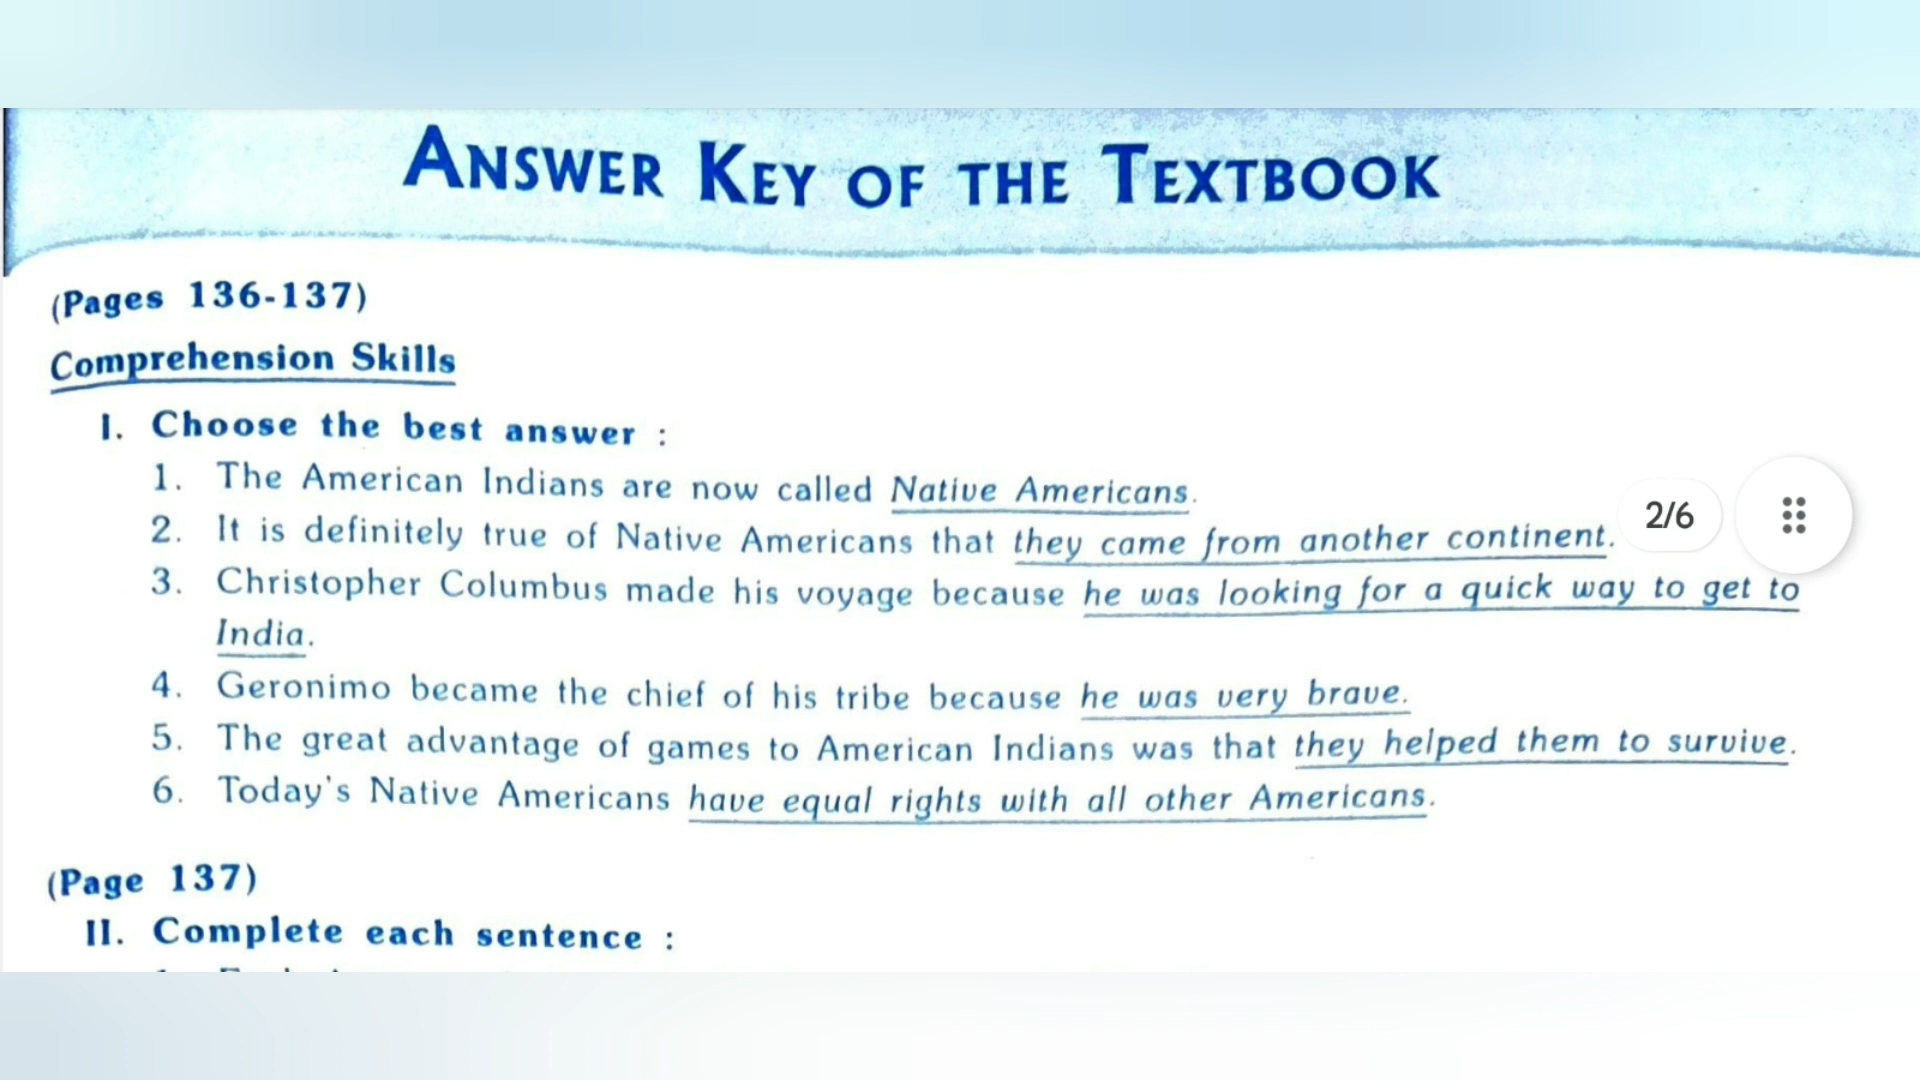 ANSWER KEY OF THE TEXTBOOK
(Pages 136-137)
Comprehension Skills
I. Choose the best answer :
1. The American Indians are now called Native Americans.
2. It is definitely true of Native Americans that they came from another continent.
2/6
3. Christopher Columbus made his voyage because he was looking for a quick way to get to
India.
4. Geronimo became the chief of his tribe because he was very brave.
5. The great advantage of games to American Indians was that they helped them to survive.
6. Today's Native Americans have equal rights with all other Americans.
(Page 137)
II. Complete each sentence :